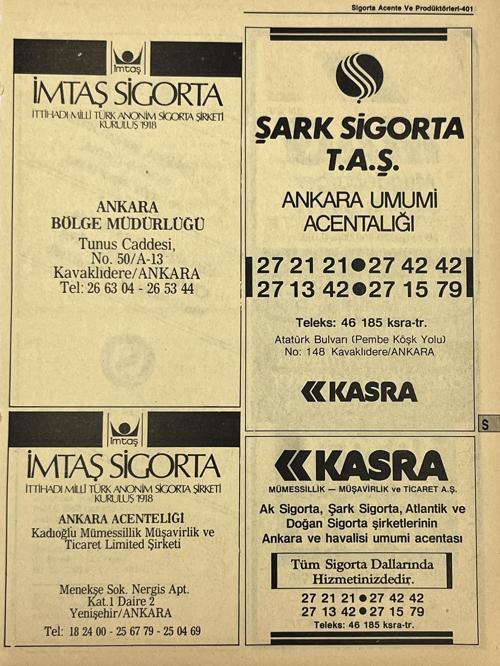 Sigorta Acente Ve Prodüktörleri-401
imtaş
İMTAŞ SİGORTA
İTTİHADI MİLLİ TÜRK ANONİM SİGORTA ŞİRKETİ
KURULUŞ 1918
ANKARA
BÖLGE MÜDÜRLÜĞÜ
Tunus Caddesi,
No. 50/A-13
Kavaklıdere/ANKARA
Tel: 26 63 04 - 26 53 44
ŞARK SİGORTA
T.A.Ş.
ANKARA UMUMİ
ACENTALIĞI
27 21 21●27 42 42
27 13 42●27 15 79
Teleks: 46 185 ksra-tr.
Atatürk Bulvarı (Pembe Köşk Yolu)
No: 148 Kavaklıdere/ANKARA
KASRA
S
imtaş
İMTAŞ SİGORTA
İTTİHADI MİLLİ TÜRK ANONİM SİGORTA ŞİRKETİ
KURULUŞ 1918
ANKARA ACENTELİĞİ
Kadıoğlu Mümessillik Müşavirlik ve
Ticaret Limited Şirketi
Menekşe Sok. Nergis Apt.
Kat.1 Daire 2
Yenişehir/ANKARA
Tel: 18 24 00 - 25 67 79 - 25 04 69
KASRA
MÜMESSİLLİK — MÜŞAVİRLİK ve TİCARET A.Ş.
Ak Sigorta, Şark Sigorta, Atlantik ve
Doğan Sigorta şirketlerinin
Ankara ve havalisi umumi acentası
Tüm Sigorta Dallarında
Hizmetinizdedir.
27 21 21 ● 27 42 42
27 13 42 ● 27 15 79
Teleks: 46 185 ksra-tr.